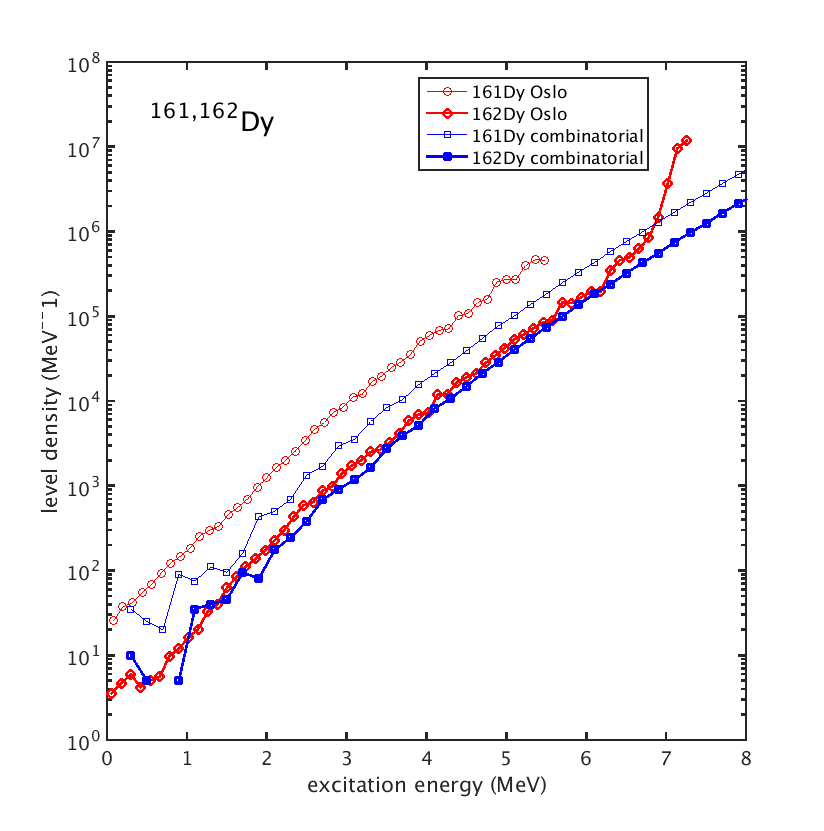 10^8
10^7
10^6
10^5
10^4
10^3
10^2
10^1
10^0
level density (MeV^--1)
161,162Dy
161Dy Oslo
162Dy Oslo
161Dy combinatorial
162Dy combinatorial
0 1 2 3 4 5 6 7 8
excitation energy (MeV)